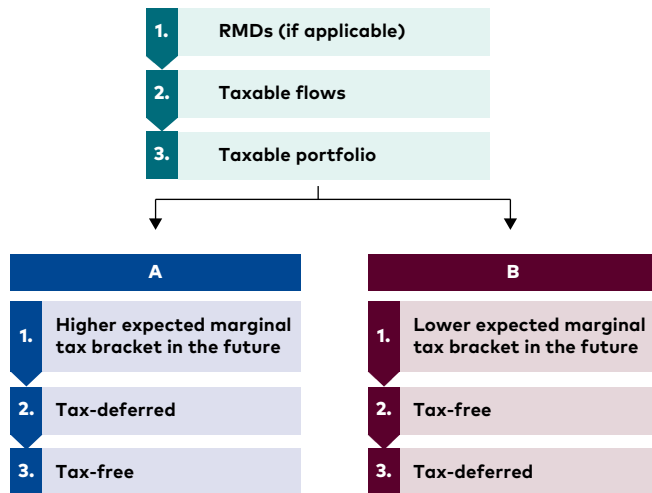 1. RMDs (if applicable)
2. Taxable flows
3. Taxable portfolio
A
1. Higher expected marginal
tax bracket in the future
2. Tax-deferred
3. Tax-free
B
1. Lower expected marginal
tax bracket in the future
2. Tax-free
3. Tax-deferred